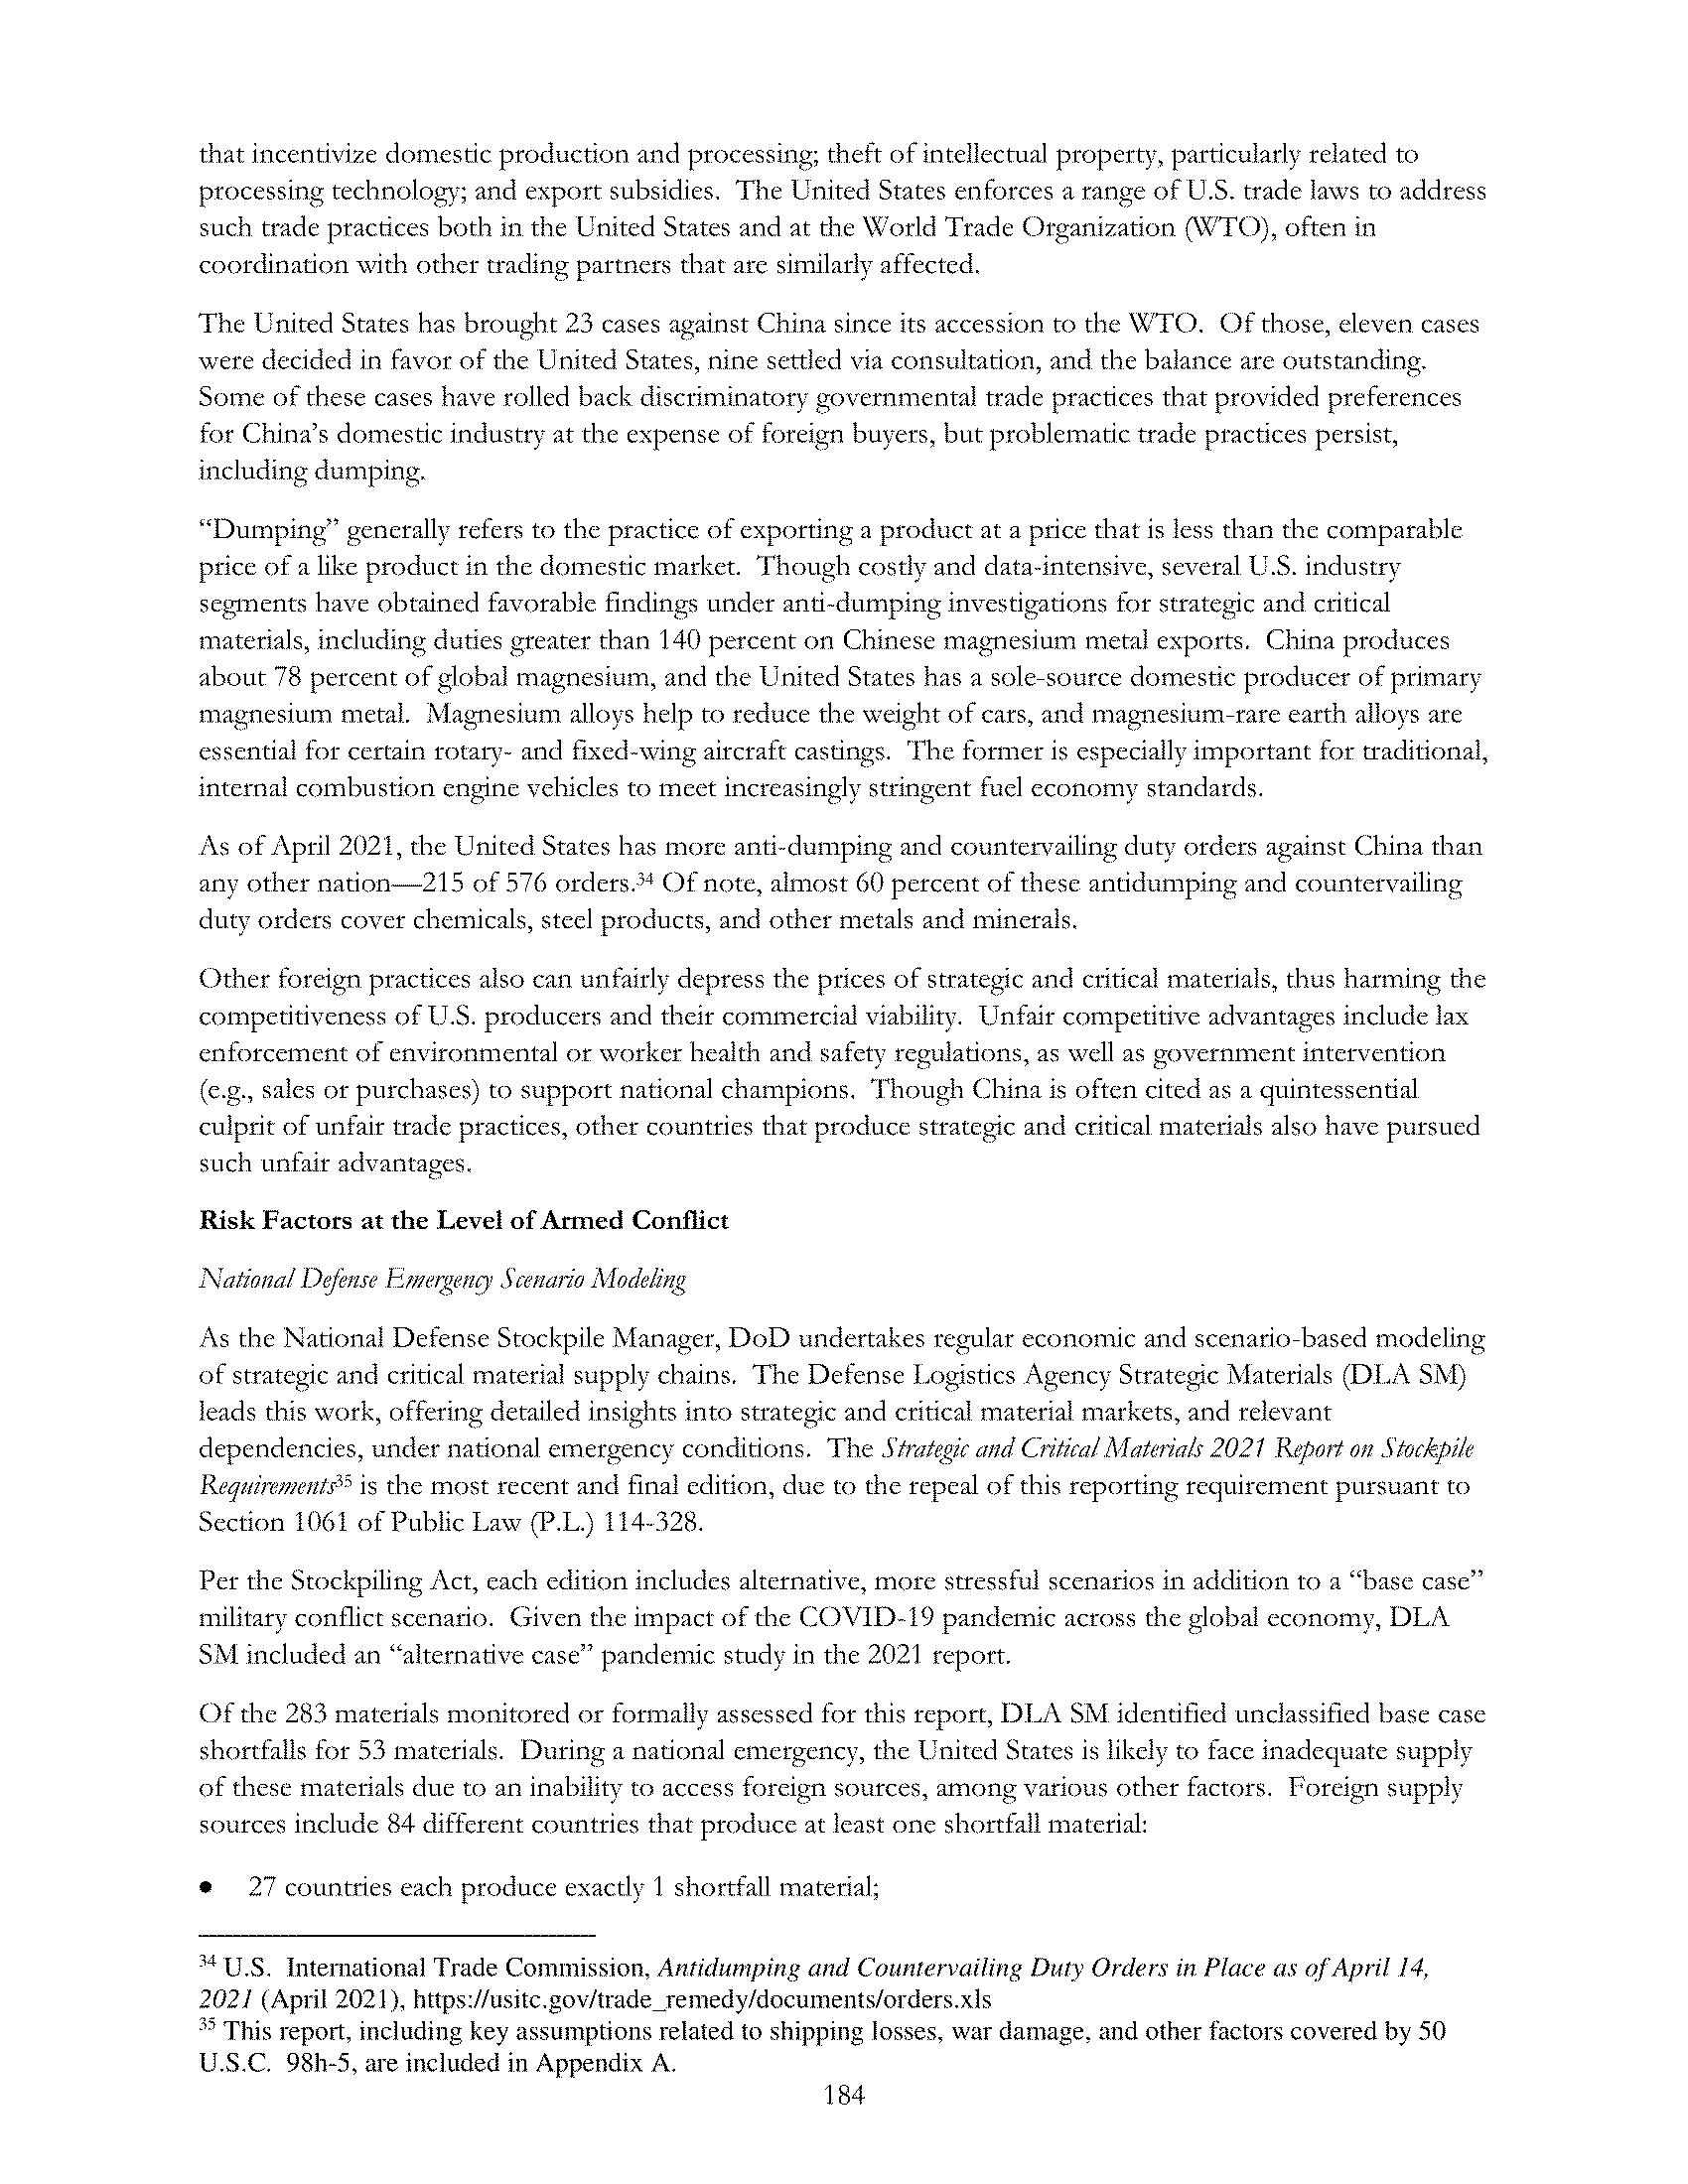 that incentivize domestic production and processing; theft of intellectual property, particularly related to
processing technology; and export subsidies.  The United States enforces a range of U.S. trade laws to address
such trade practices both in the United States and at the World Trade Organization (WTO), often in
coordination with other trading partners that are similarly affected.
The United States has brought 23 cases against China since its accession to the WTO.  Of those, eleven cases
were decided in favor of the United States, nine settled via consultation, and the balance are outstanding.
Some of these cases have rolled back discriminatory governmental trade practices that provided preferences
for China's domestic industry at the expense of foreign buyers, but problematic trade practices persist,
including dumping.
“Dumping” generally refers to the practice of exporting a product at a price that is less than the comparable
price of a like product in the domestic market.  Though costly and data-intensive, several U.S. industry
segments have obtained favorable findings under anti-dumping investigations for strategic and critical
materials, including duties greater than 140 percent on Chinese magnesium metal exports.  China produces
about 78 percent of global magnesium, and the United States has a sole-source domestic producer of primary
magnesium metal.  Magnesium alloys help to reduce the weight of cars, and magnesium-rare earth alloys are
essential for certain rotary- and fixed-wing aircraft castings.  The former is especially important for traditional,
internal combustion engine vehicles to meet increasingly stringent fuel economy standards.
As of April 2021, the United States has more anti-dumping and countervailing duty orders against China than
any other nation—215 of 576 orders.34 Of note, almost 60 percent of these antidumping and countervailing
duty orders cover chemicals, steel products, and other metals and minerals.
Other foreign practices also can unfairly depress the prices of strategic and critical materials, thus harming the
competitiveness of U.S. producers and their commercial viability.  Unfair competitive advantages include lax
enforcement of environmental or worker health and safety regulations, as well as government intervention
(e.g., sales or purchases) to support national champions.  Though China is often cited as a quintessential
culprit of unfair trade practices, other countries that produce strategic and critical materials also have pursued
such unfair advantages.
Risk Factors at the Level of Armed Conflict
National Defense Emergency Scenario Modeling
As the National Defense Stockpile Manager, DoD undertakes regular economic and scenario-based modeling
of strategic and critical material supply chains.  The Defense Logistics Agency Strategic Materials (DLA SM)
leads this work, offering detailed insights into strategic and critical material markets, and relevant
dependencies, under national emergency conditions.  The Strategic and Critical Materials 2021 Report on Stockpile
Requirements35 is the most recent and final edition, due to the repeal of this reporting requirement pursuant to
Section 1061 of Public Law (P.L.) 114-328.
Per the Stockpiling Act, each edition includes alternative, more stressful scenarios in addition to a “base case”
military conflict scenario.  Given the impact of the COVID-19 pandemic across the global economy, DLA
SM included an “alternative case” pandemic study in the 2021 report.
Of the 283 materials monitored or formally assessed for this report, DLA SM identified unclassified base case
shortfalls for 53 materials.  During a national emergency, the United States is likely to face inadequate supply
of these materials due to an inability to access foreign sources, among various other factors.  Foreign supply
sources include 84 different countries that produce at least one shortfall material:
• 27 countries each produce exactly 1 shortfall material;
34 U.S.  International Trade Commission, Antidumping and Countervailing Duty Orders in Place as of April 14,
2021 (April 2021), https://usitc.gov/trade_remedy/documents/orders.xls
35 This report, including key assumptions related to shipping losses, war damage, and other factors covered by 50
U.S.C.  98h-5, are included in Appendix A.
184